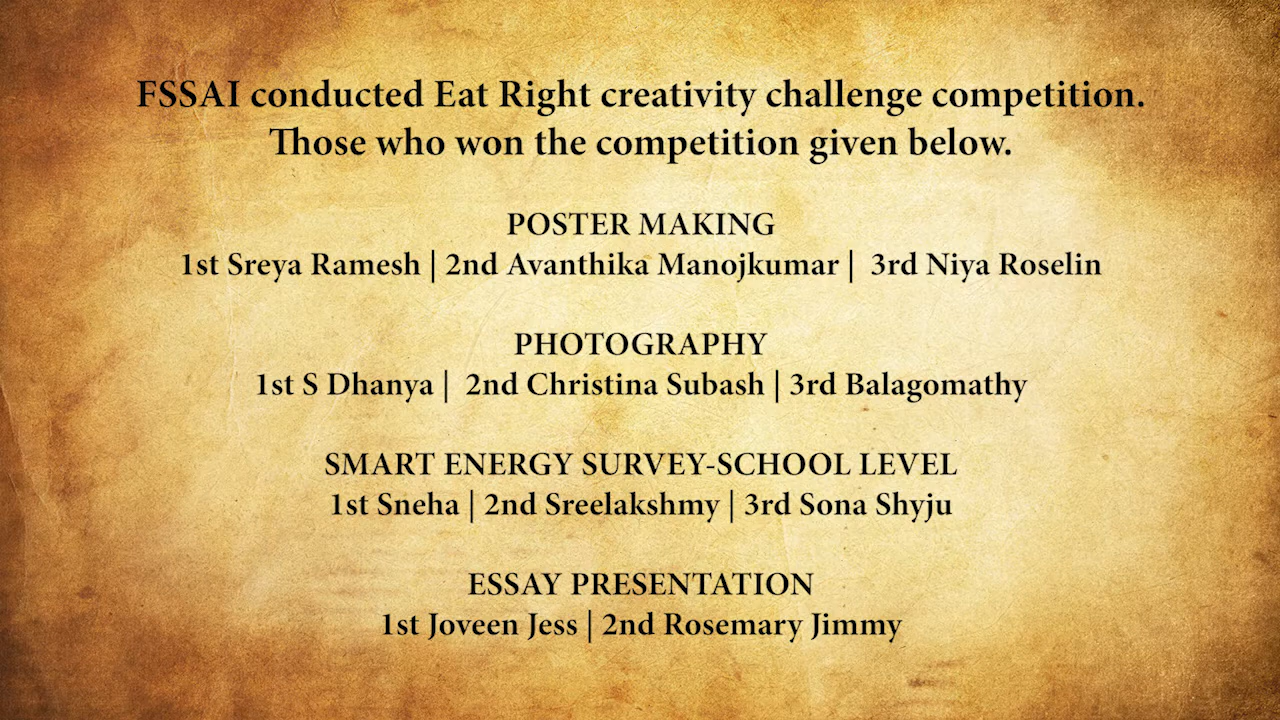 FSSAI conducted Eat Right creativity challenge competition.
Those who won the competition given below.
POSTER MAKING
1st Sreya Ramesh | 2nd Avanthika Manojkumar | 3rd Niya Roselin
PHOTOGRAPHY
1st S Dhanya | 2nd Christina Subash | 3rd Balagomathy
SMART ENERGY SURVEY-SCHOOL LEVEL
1st Sneha | 2nd Sreelakshmy | 3rd Sona Shyju
ESSAY PRESENTATION
1st Joveen Jess | 2nd Rosemary Jimmy